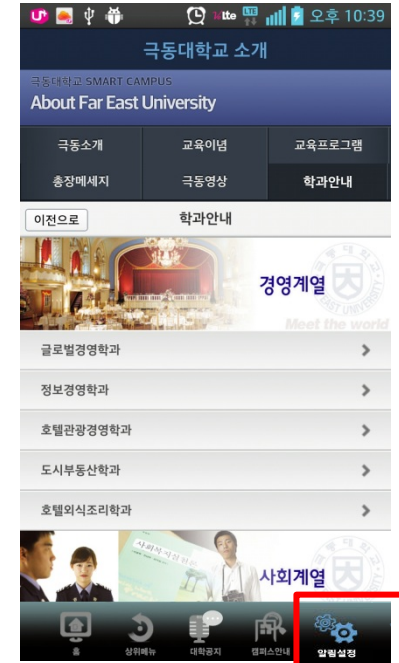 오후 10:39
극동대학교 소개
극동대학교 SMART CAMPUS
About Far East University
극동소개 교육이념 교육프로그램
총장메세지 극동영상 학과안내
이전으로 학과안내
경영계열
Meet the world
글로벌경영학과
정보경영학과
호텔관광경영학과
도시부동산학과
호텔외식조리학과
사회계열
홈 상위메뉴 대학공지 캠퍼스안내 알림설정